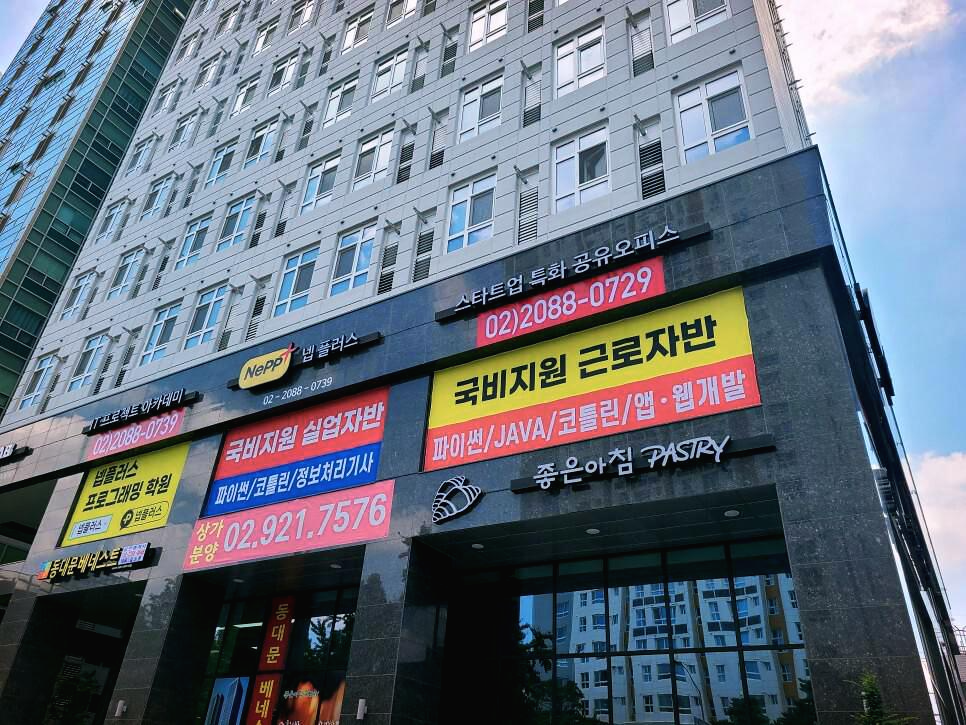 스타트업 특화 공유오피스
02)2088-0729
NePP+ 넵플러스
02-2088-0739
IT프로젝트 아카데미
02)2088-0739
국비지원 근로자반
파이썬/JAVA/코틀린/앱·웹개발
국비지원 실업자반
파이썬/코틀린/정보처리기사
넵플러스
프로그래밍 학원
넵플러스
넵플러스
좋은아침 PASTRY
상가
분양 02.921.7576
동대문베네스트
동대문베네스